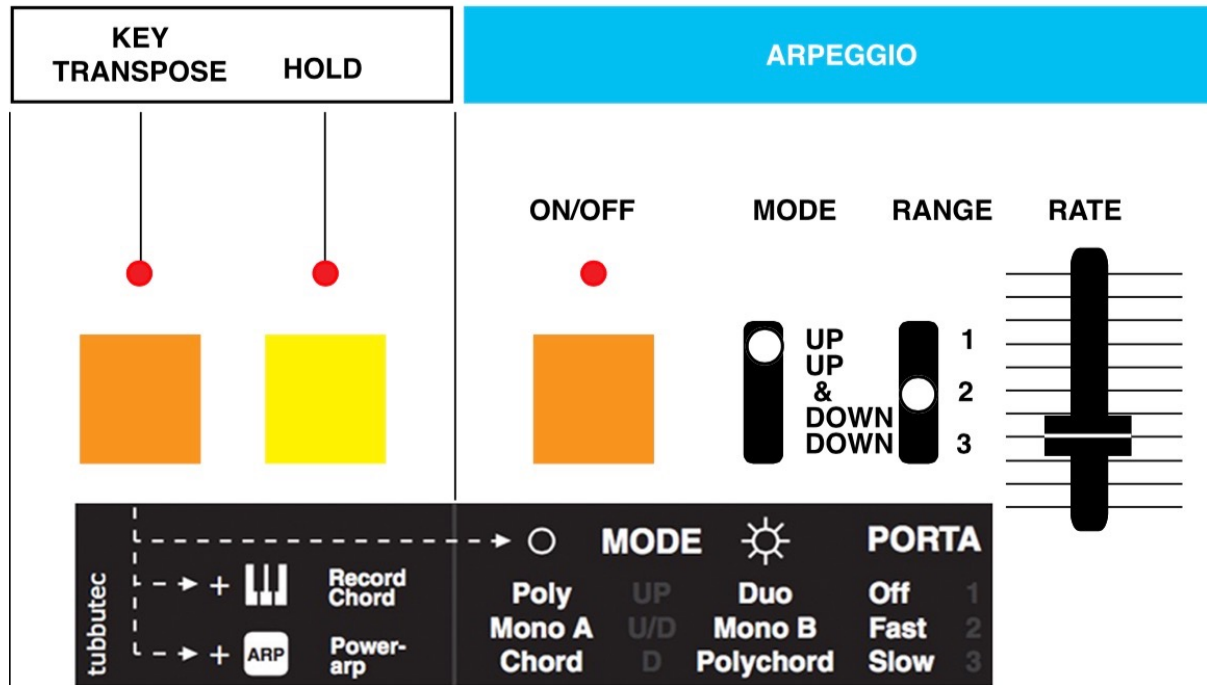 KEY
TRANSPOSE
HOLD
ARPEGGIO
ON/OFF
MODE
RANGE
RATE
UP
UP
&
DOWN
DOWN
1
2
3
tubbutec
+ Record
Chord
+ ARP Power-
arp
MODE PORTA
Poly UP Duo Off 1
Mono A U/D Mono B Fast 2
Chord D Polychord Slow 3